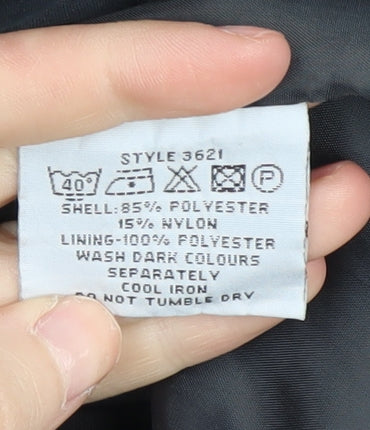 STYLE 3621
40° P
SHELL: 85% POLYESTER
15% NYLON
LINING-100% POLYESTER
WASH DARK COLOURS
SEPARATELY
COOL IRON
DO NOT TUMBLE DRY